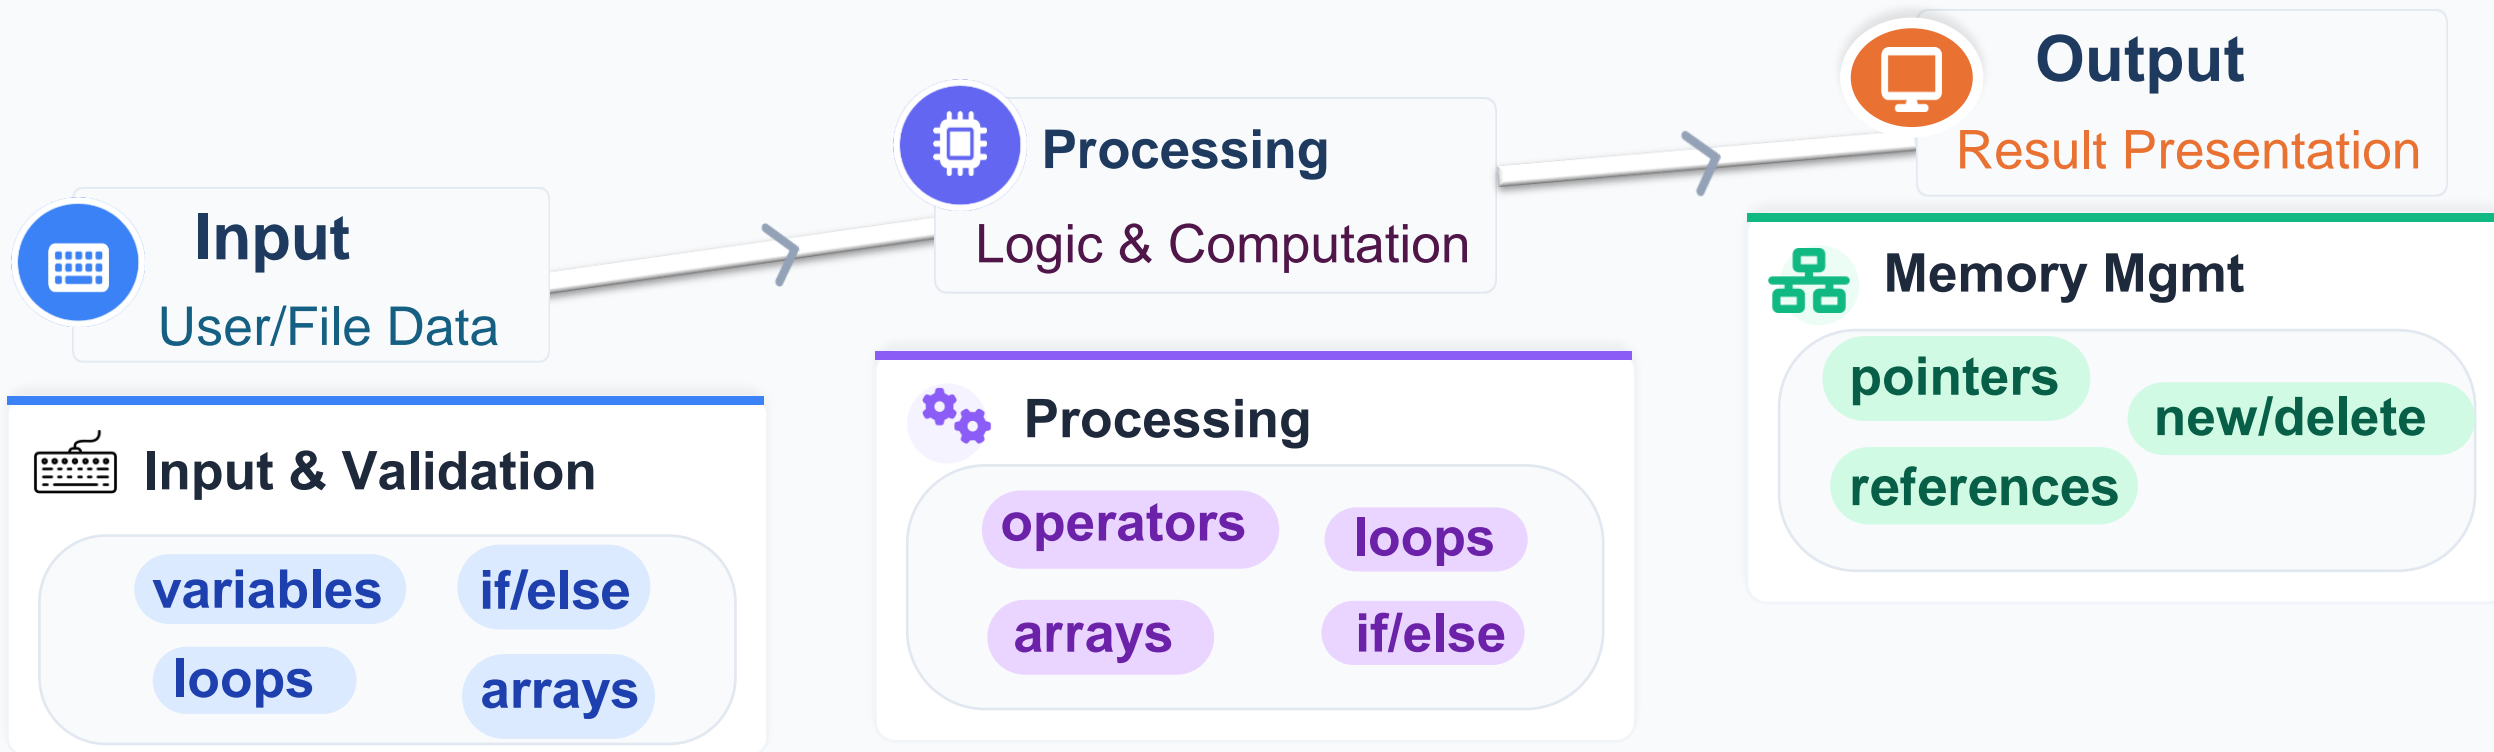 Input
User/File Data
Processing
Logic & Computation
Output
Result Presentation
Input & Validation
variables
if/else
loops
arrays
Processing
operators
loops
arrays
if/else
Memory Mgmt
pointers
new/delete
references